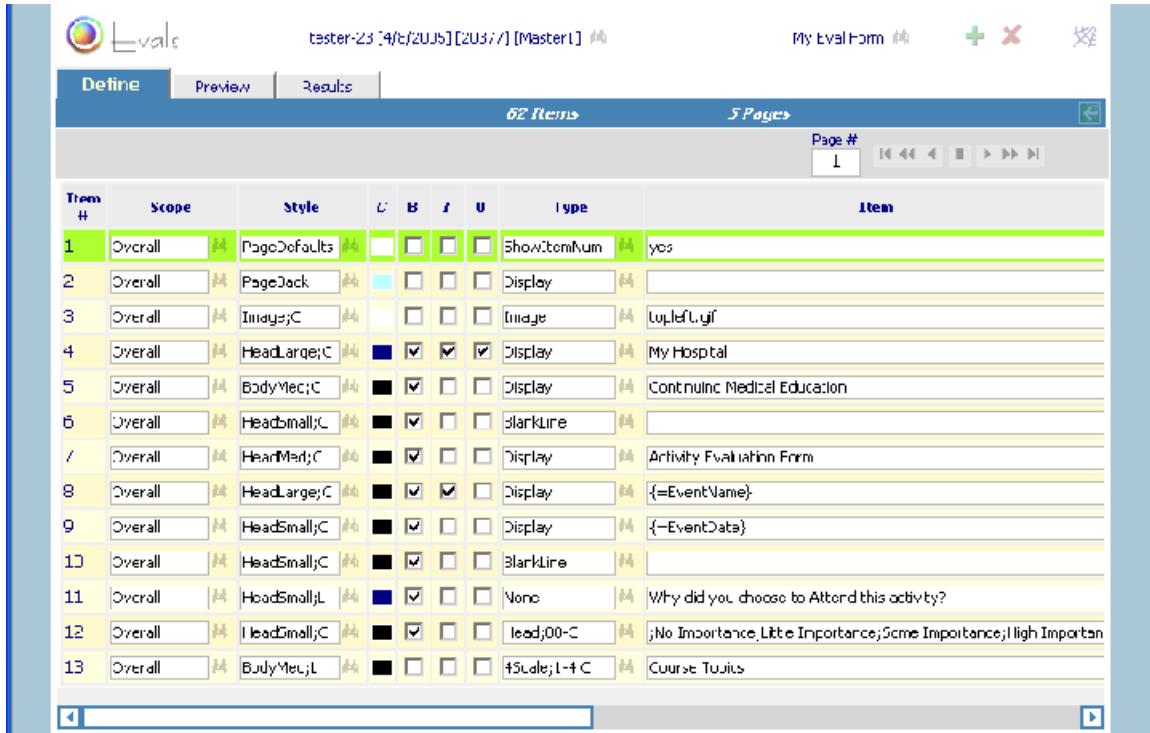 Evals tester-23 [4/6/2005] [20377] [Master1] My Eval Form
Define Preview Results
62 Items 5 Pages
Page #
1
Item # Scope Style C B I U Type Item
1 Overall PageDefaults ShowItemNum yes
2 Overall PageBack Display
3 Overall Image;C Image topleft.gif
4 Overall HeadLarge;C Display My Hospital
5 Overall BodyMed;C Display Continuing Medical Education
6 Overall HeadSmall;C BlankLine
7 Overall HeadMed;C Display Activity Evaluation Form
8 Overall HeadLarge;C Display {=EventName}
9 Overall HeadSmall;C Display {=EventDate}
10 Overall HeadSmall;C BlankLine
11 Overall HeadSmall;L None Why did you choose to Attend this activity?
12 Overall HeadSmall;C Head;00-C ;No Importance;Little Importance;Some Importance;High Importan
13 Overall BodyMed;L 4Scale;1-4 C Course Topics